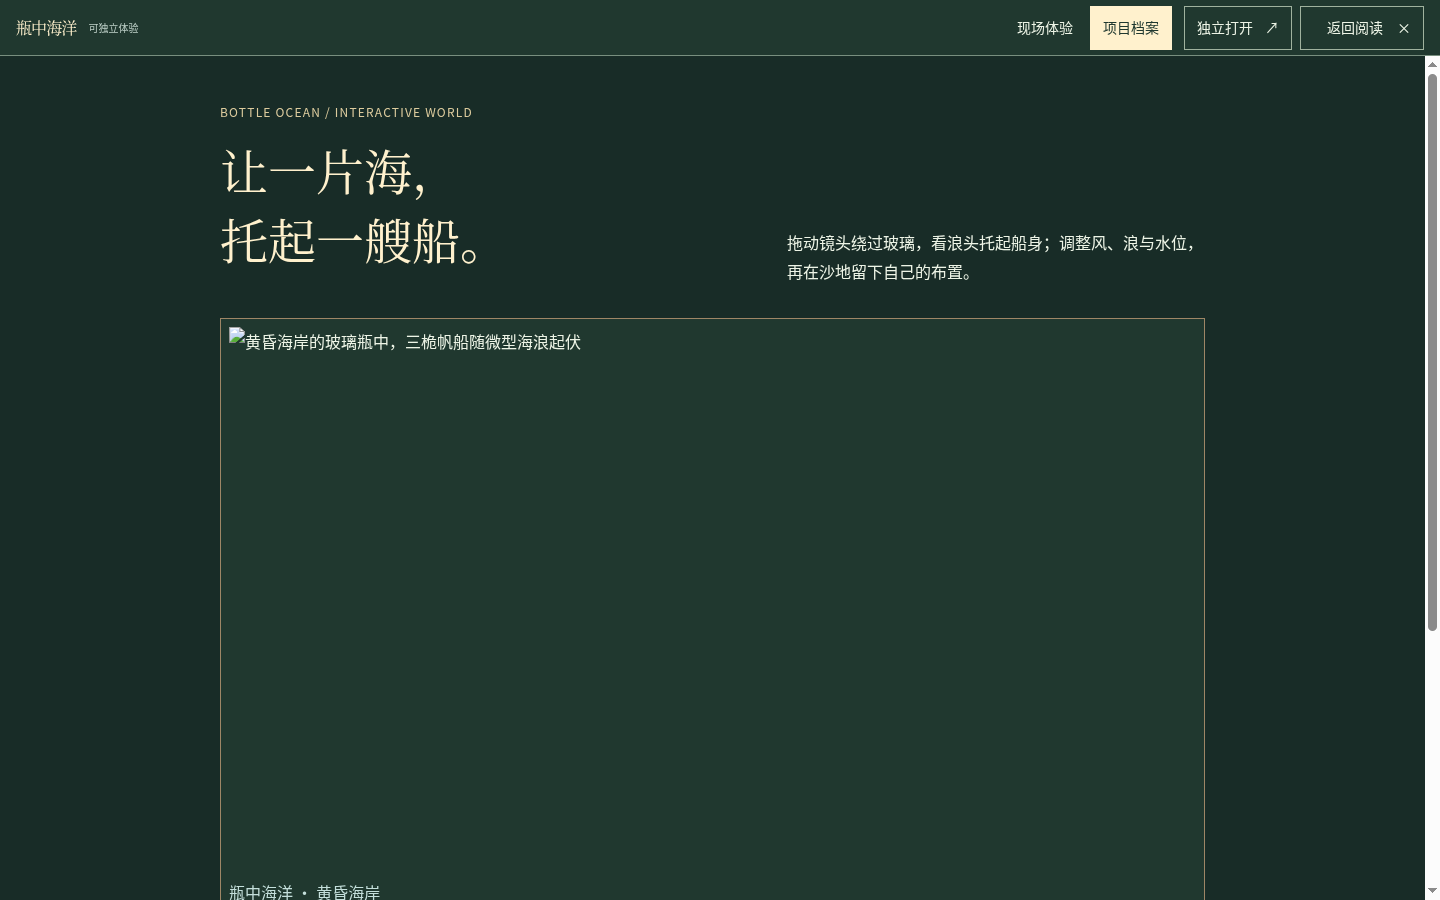 瓶中海洋 可独立体验 现场体验 项目档案 独立打开 ↗ 返回阅读 ×
BOTTLE OCEAN / INTERACTIVE WORLD
让一片海，
托起一艘船。
拖动镜头绕过玻璃，看浪头托起船身；调整风、浪与水位，
再在沙地留下自己的布置。
黄昏海岸的玻璃瓶中，三桅帆船随微型海浪起伏
瓶中海洋 · 黄昏海岸